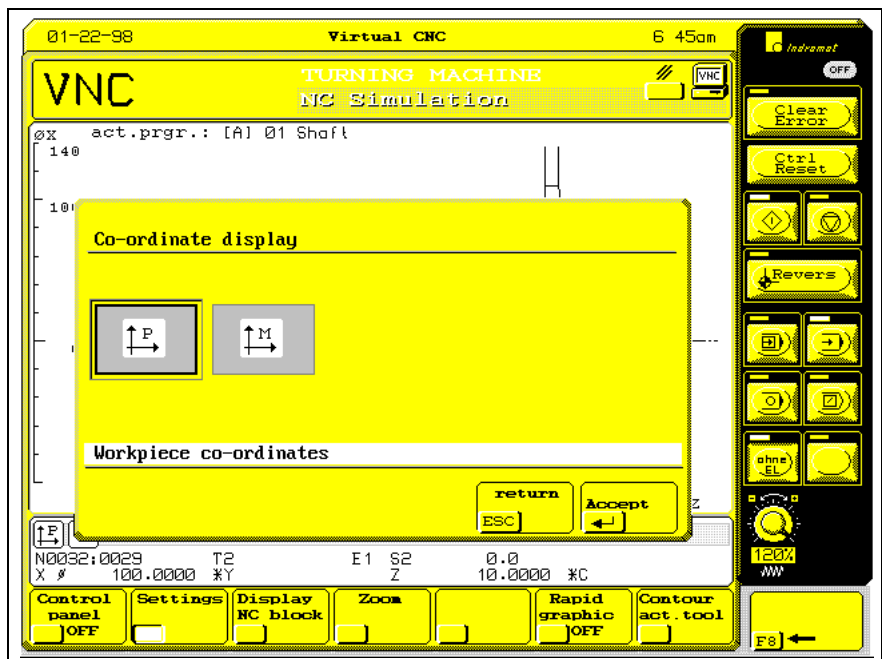 01-22-98 Virtual CNC 6 45am
Indramat
OFF
VNC
TURNING MACHINE
NC Simulation
VNC
Clear
Error
øX act.prgr.: [A] 01 Shaft
140
Ctrl
Reset
10
Co-ordinate display
Revers
P M
Workpiece co-ordinates
ohne
EL
return
ESC
Accept
Z
P
N0032:0029 T2 E1 S2 0.0
X ø 100.0000 *Y Z 10.0000 *C
120%
Control
panel
OFF
Settings
Display
NC block
Zoom
Rapid
graphic
OFF
Contour
act.tool
F8